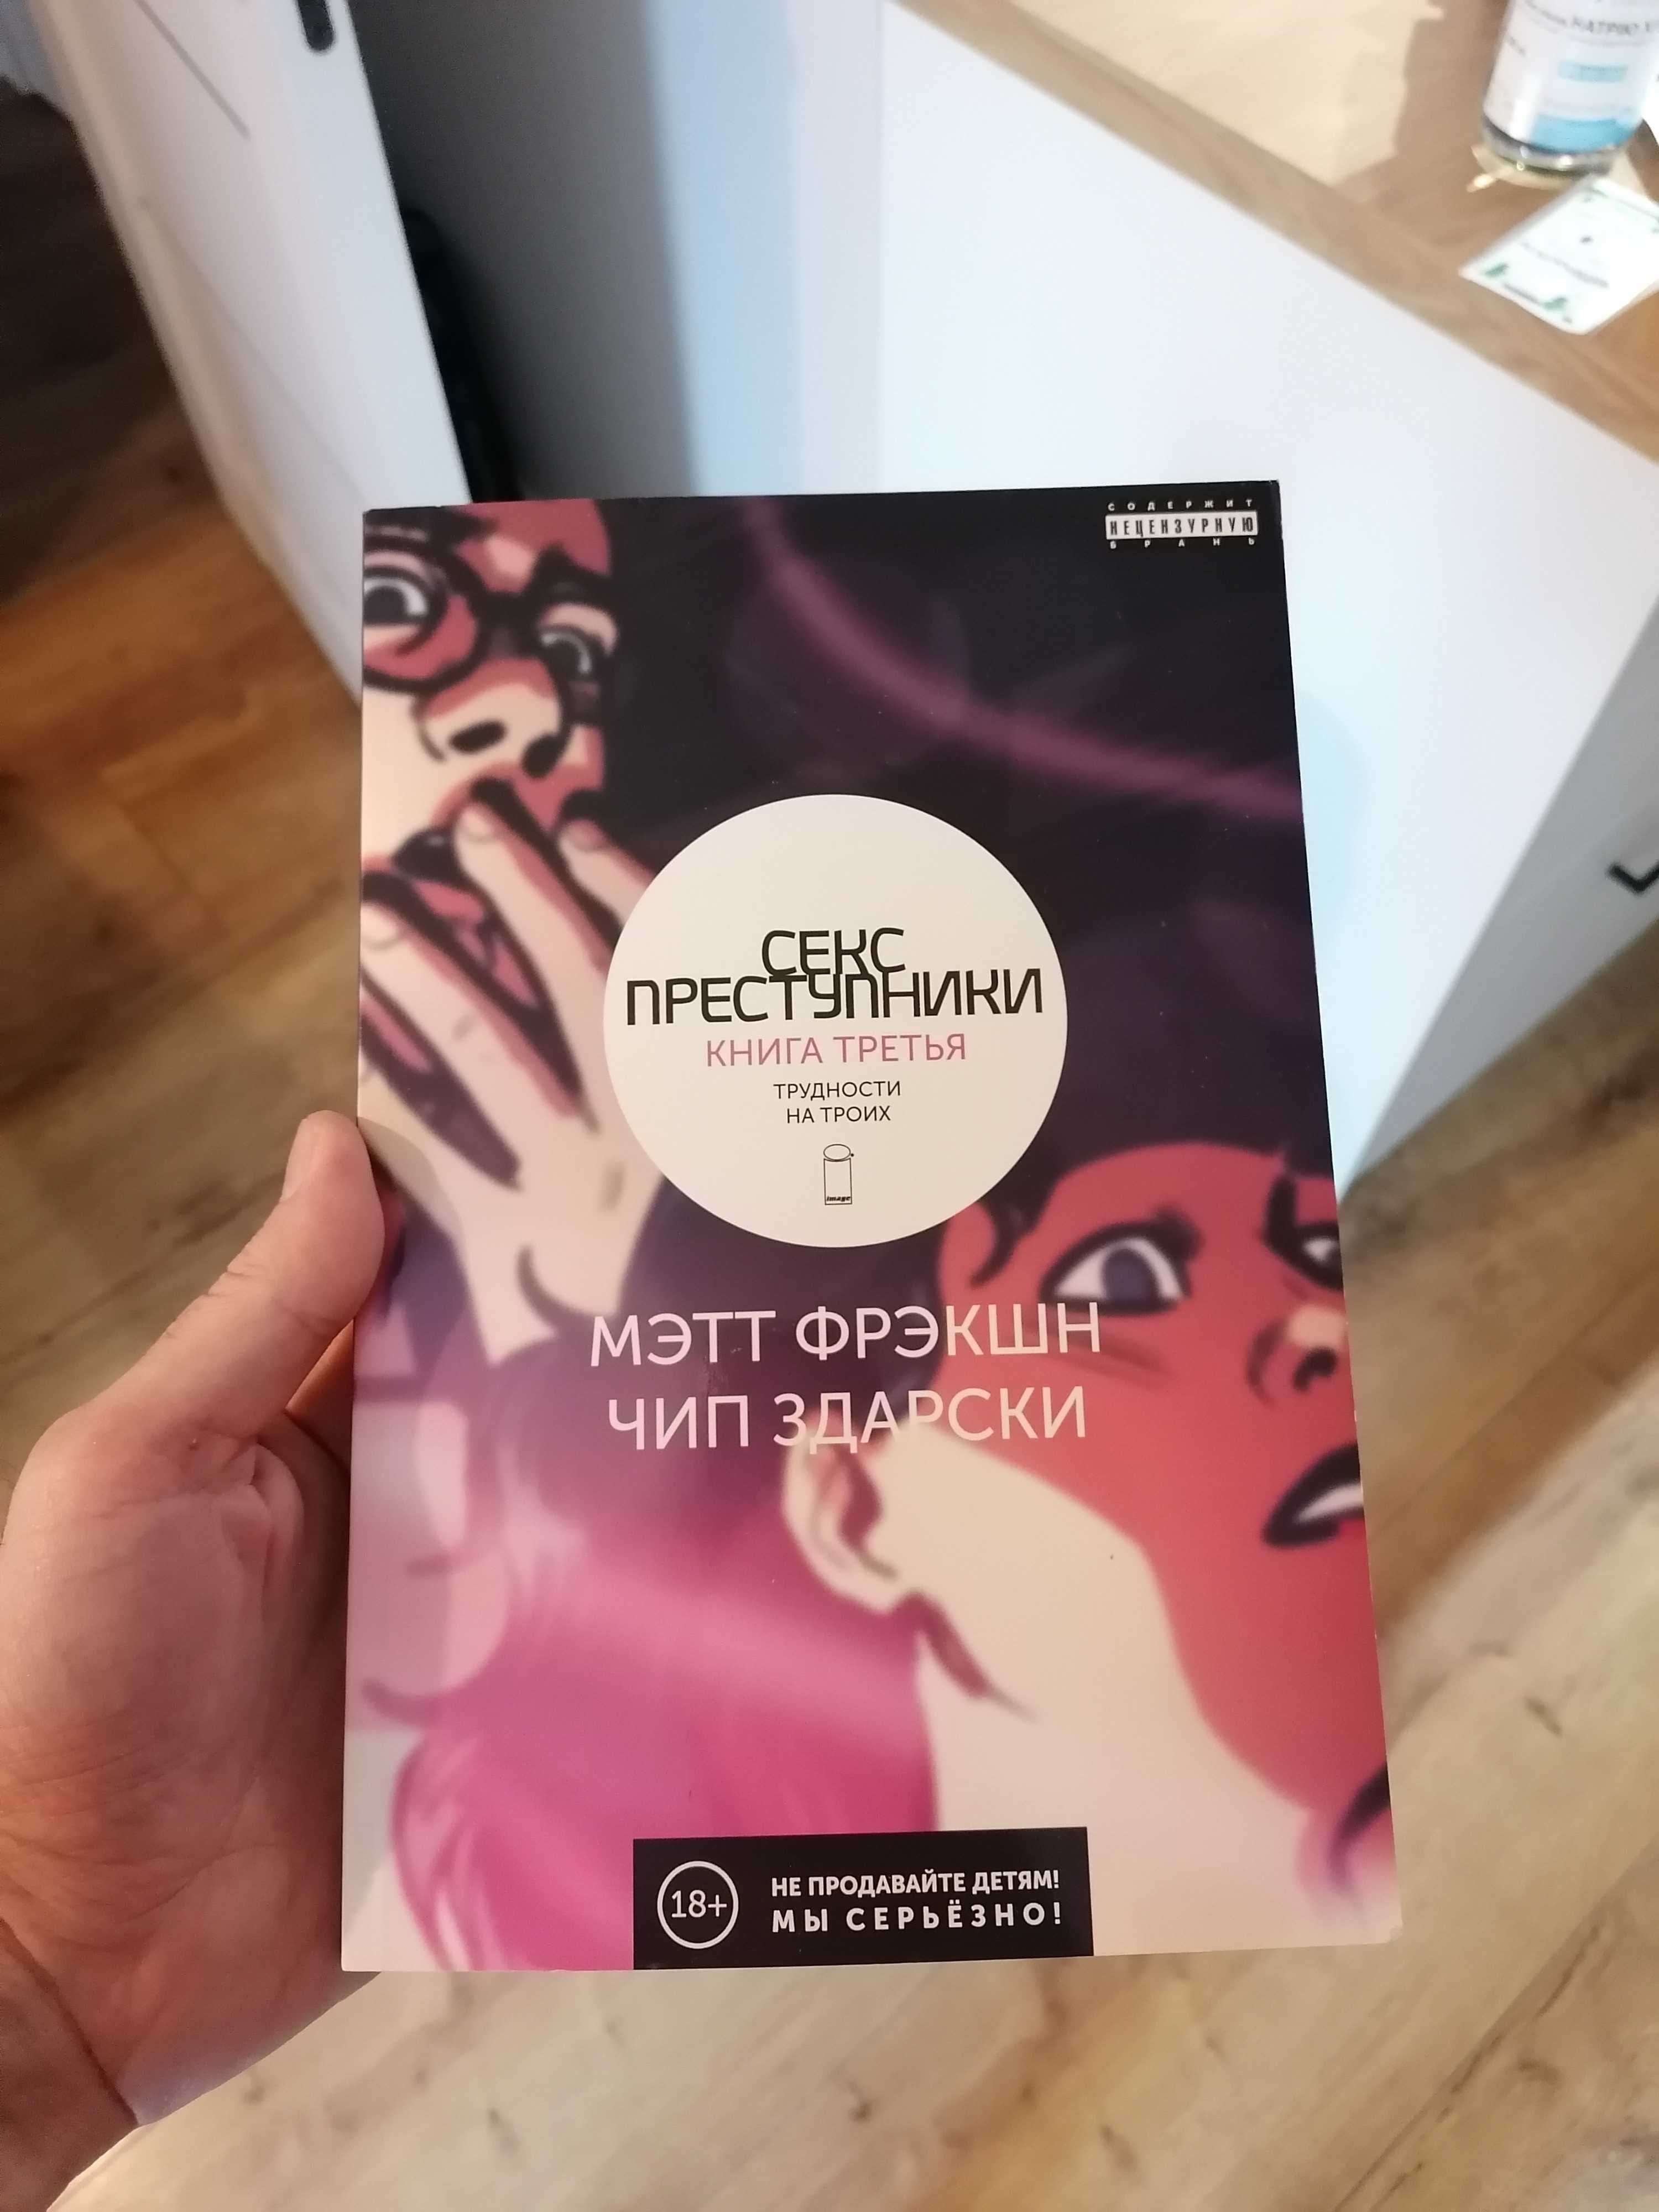 НАТРІЮ
СОДЕРЖИТ
НЕЦЕНЗУРНУЮ
БРАНЬ
СЕКС
ПРЕСТУПНИКИ
КНИГА ТРЕТЬЯ
ТРУДНОСТИ
НА ТРОИХ
image
МЭТТ ФРЭКШН
ЧИП ЗДАРСКИ
18+
НЕ ПРОДАВАЙТЕ ДЕТЯМ!
МЫ СЕРЬЁЗНО!